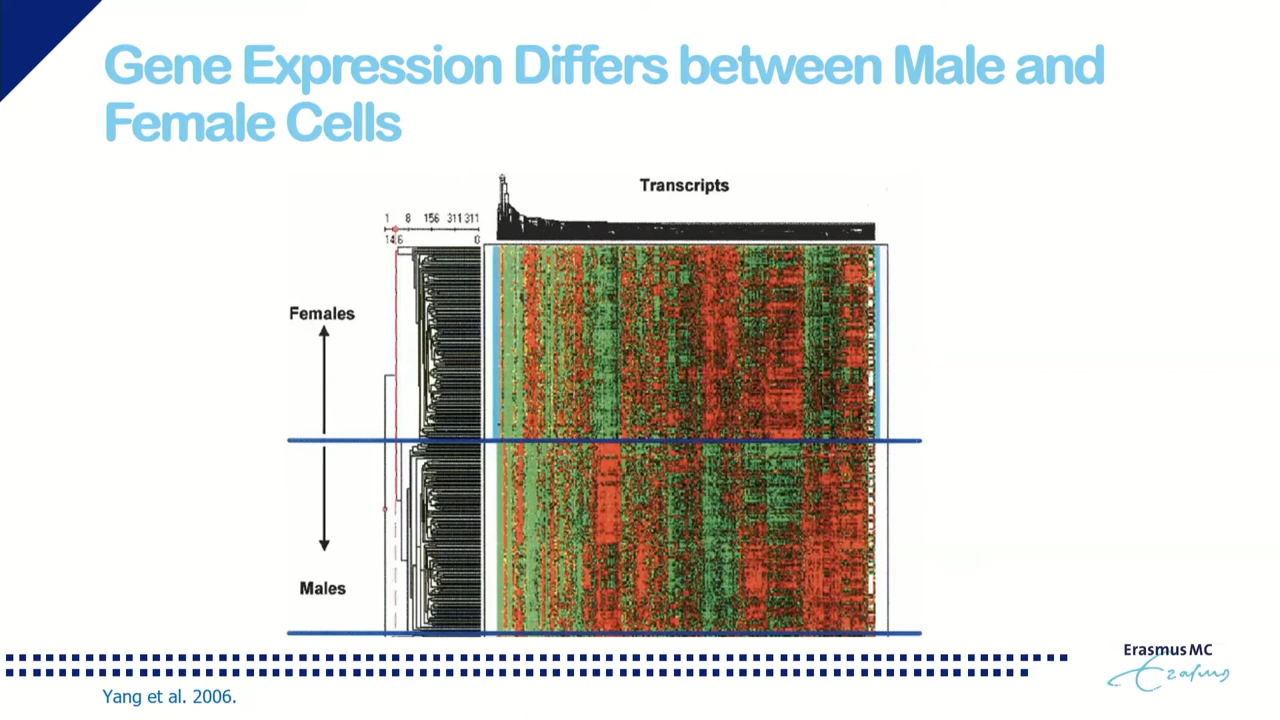 Gene Expression Differs between Male and
Female Cells
Transcripts
1 8 156 311 311
14.6 0
Females
Males
Erasmus MC
Erasmus
Yang et al. 2006.